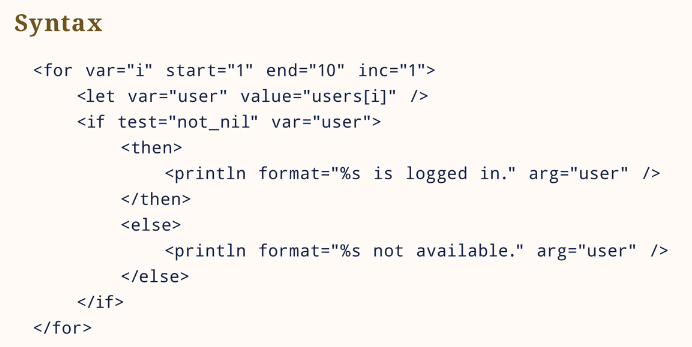 Syntax
<for var="i" start="1" end="10" inc="1">
<let var="user" value="users[i]" />
<if test="not_nil" var="user">
<then>
<println format="%s is logged in." arg="user" />
</then>
<else>
<println format="%s not available." arg="user" />
</else>
</if>
</for>